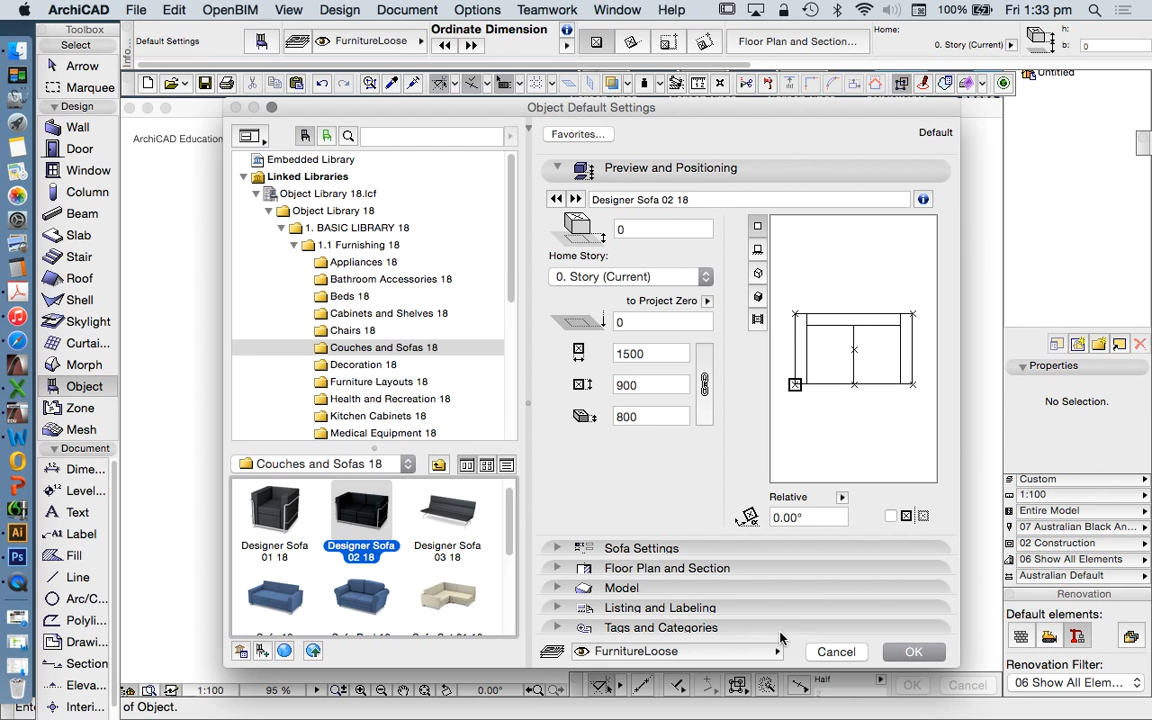 ArchiCAD File Edit OpenBIM View Design Document Options Teamwork Window Help 100% Fri 1:33 pm
Toolbox
Select
Arrow
Marquee
Design
Wall
Door
Window
Column
Beam
Slab
Stair
Roof
Shell
Skylight
Curtai...
Morph
Object
Zone
Mesh
Document
Dime...
Level...
Text
Label
Fill
Line
Arc/C...
Polyli...
Drawi...
Section
Eleva...
Interi...
Default Settings
FurnitureLoose
Ordinate Dimension
Floor Plan and Section...
Home:
0. Story (Current)
h:
b:
0
ArchiCAD Education
Untitled
Object Default Settings
Embedded Library
Linked Libraries
Object Library 18.lcf
Object Library 18
1. BASIC LIBRARY 18
1.1 Furnishing 18
Appliances 18
Bathroom Accessories 18
Beds 18
Cabinets and Shelves 18
Chairs 18
Couches and Sofas 18
Decoration 18
Furniture Layouts 18
Health and Recreation 18
Kitchen Cabinets 18
Medical Equipment 18
Couches and Sofas 18
Designer Sofa
01 18
Designer Sofa
02 18
Designer Sofa
03 18
Favorites...
Default
Preview and Positioning
Designer Sofa 02 18
0
Home Story:
0. Story (Current)
to Project Zero
0
1500
900
800
Relative
0.00°
Sofa Settings
Floor Plan and Section
Model
Listing and Labeling
Tags and Categories
FurnitureLoose
Cancel
OK
Properties
No Selection.
Custom
1:100
Entire Model
07 Australian Black An...
02 Construction
06 Show All Elements
Australian Default
Renovation
Default elements:
Renovation Filter:
06 Show All Elem...
1:100
95 %
0.00°
Half
2
OK
Cancel
of Object.